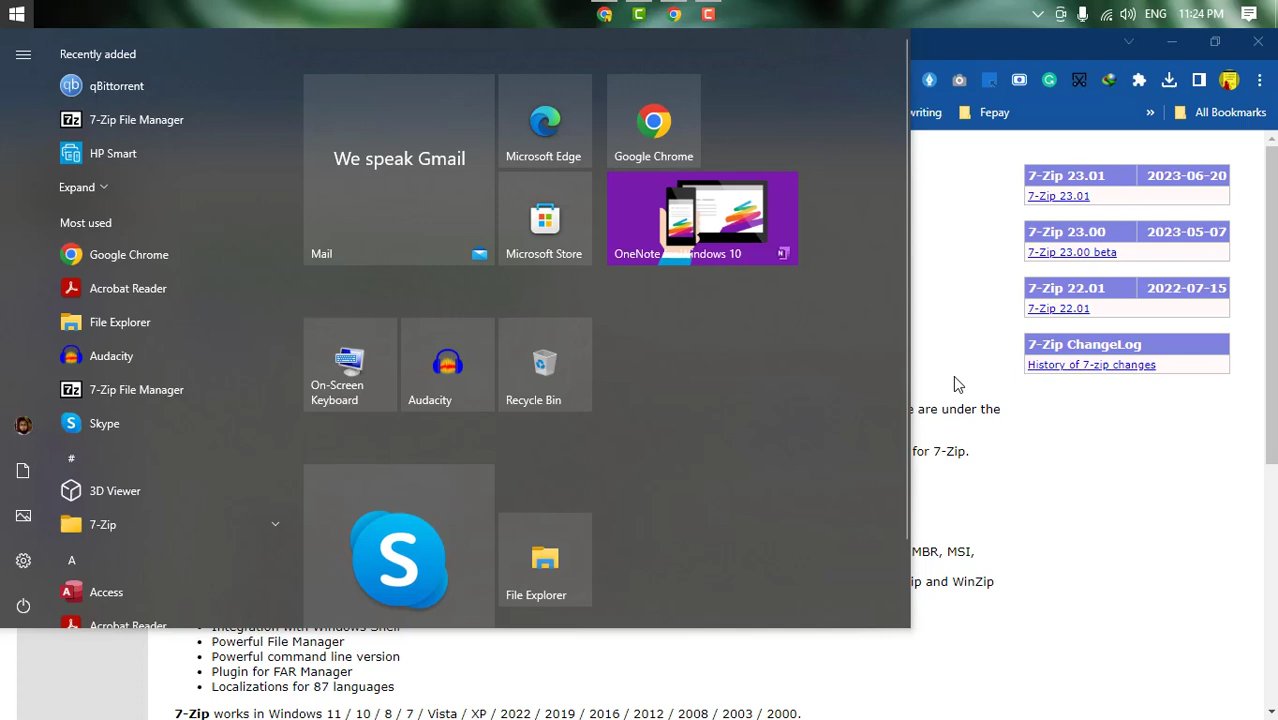 ENG 11:24 PM
Recently added
qb qBittorrent
7z 7-Zip File Manager
HP Smart
Expand
Most used
Google Chrome
Acrobat Reader
File Explorer
Audacity
7z 7-Zip File Manager
Skype
#
3D Viewer
7-Zip
A
Access
Acrobat Reader
We speak Gmail
Mail
Microsoft Edge
Google Chrome
Microsoft Store
OneNote Windows 10
On-Screen
Keyboard
Audacity
Recycle Bin
S
File Explorer
writing Fepay » All Bookmarks
7-Zip 23.01 2023-06-20
7-Zip 23.01
7-Zip 23.00 2023-05-07
7-Zip 23.00 beta
7-Zip 22.01 2022-07-15
7-Zip 22.01
7-Zip ChangeLog
History of 7-zip changes
e are under the
for 7-Zip.
MBR, MSI,
ip and WinZip
Integration with Windows Shell
Powerful File Manager
Powerful command line version
Plugin for FAR Manager
Localizations for 87 languages
7-Zip works in Windows 11 / 10 / 8 / 7 / Vista / XP / 2022 / 2019 / 2016 / 2012 / 2008 / 2003 / 2000.